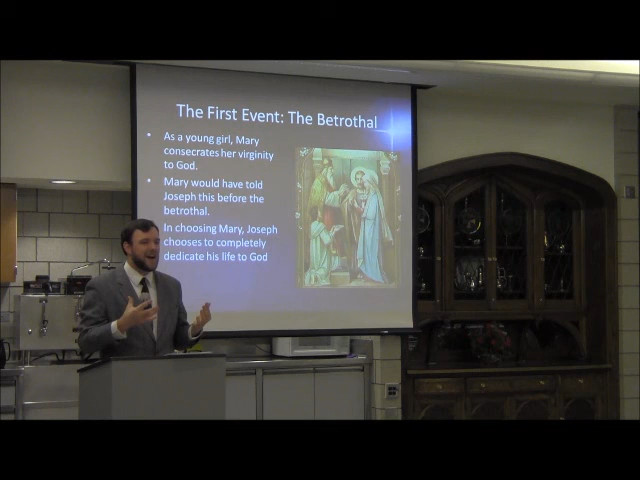 The First Event: The Betrothal
• As a young girl, Mary
consecrates her virginity
to God.
• Mary would have told
Joseph this before the
betrothal.
In choosing Mary, Joseph
chooses to completely
dedicate his life to God